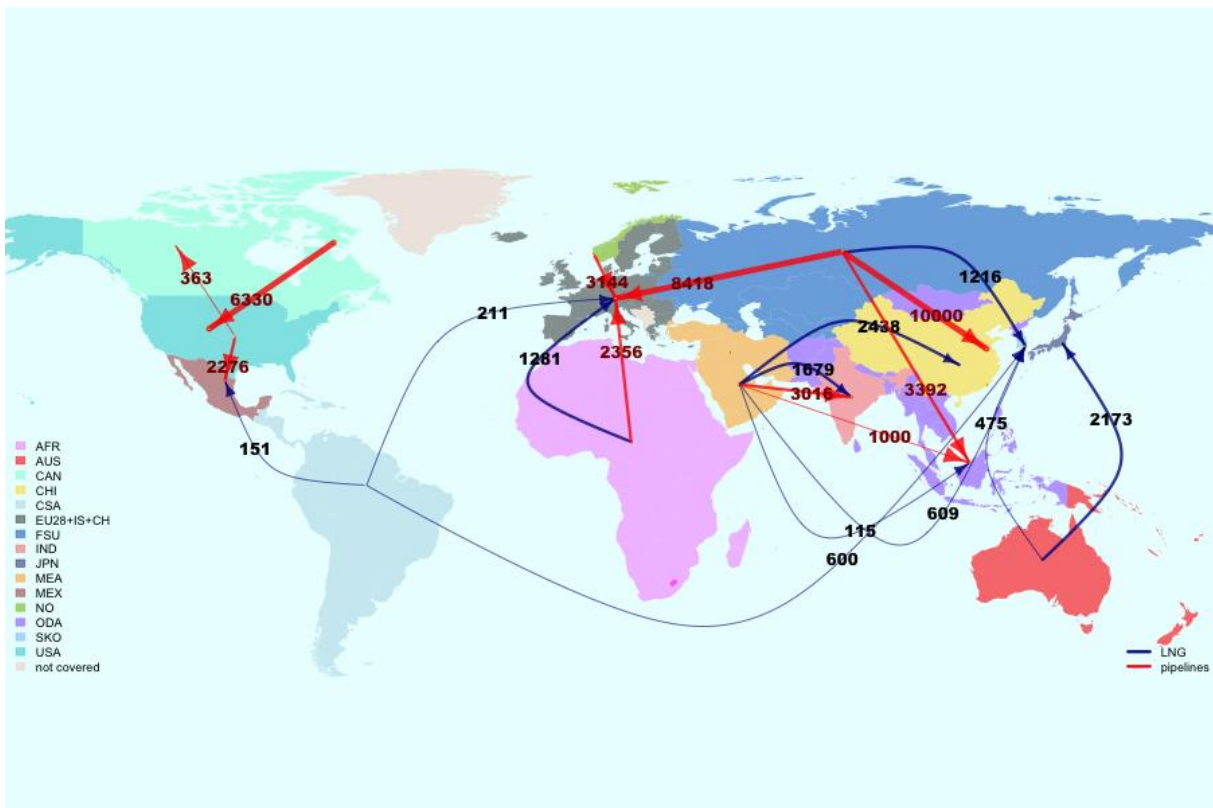 1216
363
3144
8418
6330
211
10000
2438
1281
2356
2276
1679
3016
3392
2173
475
1000
151
609
115
600
AFR
AUS
CAN
CHI
CSA
EU28+IS+CH
FSU
IND
JPN
MEA
MEX
NO
ODA
SKO
USA
not covered
LNG
pipelines